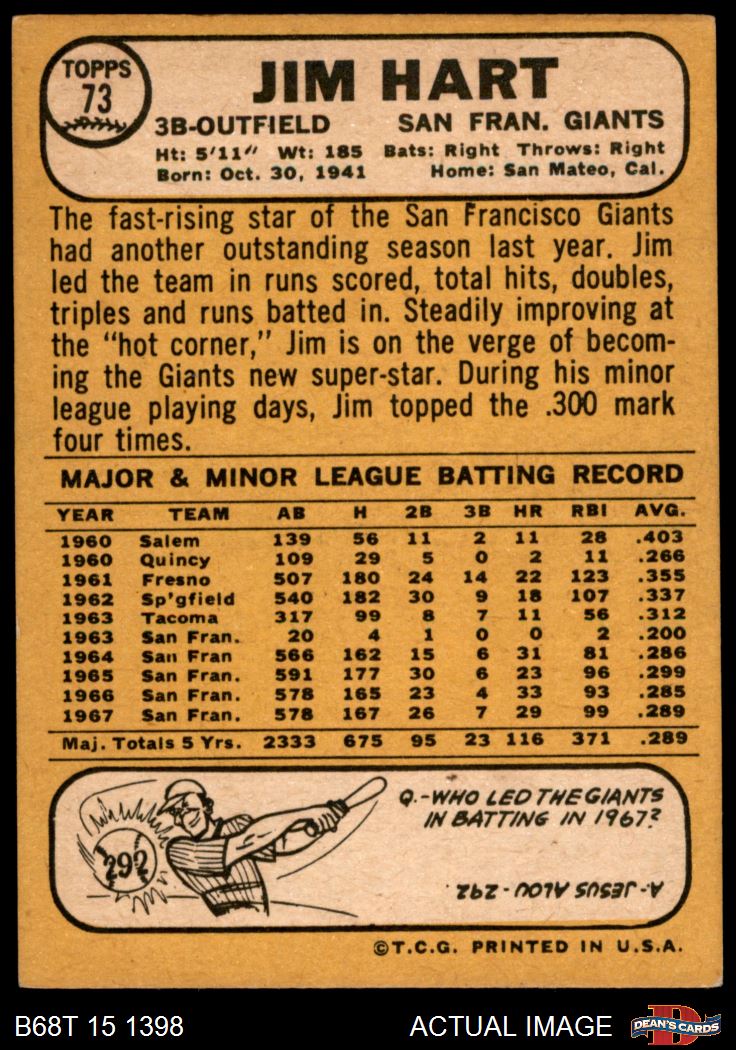 TOPPS
73
JIM HART
3B-OUTFIELD SAN FRAN. GIANTS
Ht: 5'11" Wt: 185 Bats: Right Throws: Right
Born: Oct. 30, 1941 Home: San Mateo, Cal.
The fast-rising star of the San Francisco Giants
had another outstanding season last year. Jim
led the team in runs scored, total hits, doubles,
triples and runs batted in. Steadily improving at
the "hot corner," Jim is on the verge of becom-
ing the Giants new super-star. During his minor
league playing days, Jim topped the .300 mark
four times.
MAJOR & MINOR LEAGUE BATTING RECORD
YEAR TEAM AB H 2B 3B HR RBI AVG.
1960 Salem 139 56 11 2 11 28 .403
1960 Quincy 109 29 5 0 2 11 .266
1961 Fresno 507 180 24 14 22 123 .355
1962 Sp'gfield 540 182 30 9 18 107 .337
1963 Tacoma 317 99 8 7 11 56 .312
1963 San Fran. 20 4 1 0 0 2 .200
1964 San Fran 566 162 15 6 31 81 .286
1965 San Fran. 591 177 30 6 23 96 .299
1966 San Fran. 578 165 23 4 33 93 .285
1967 San Fran. 578 167 26 7 29 99 .289
Maj. Totals 5 Yrs. 2333 675 95 23 116 371 .289
292
Q.-WHO LED THE GIANTS
IN BATTING IN 1967?
A-JESUS ALOU-292.
©T.C.G. PRINTED IN U.S.A.
B68T 15 1398 ACTUAL IMAGE D DEAN'S CARDS